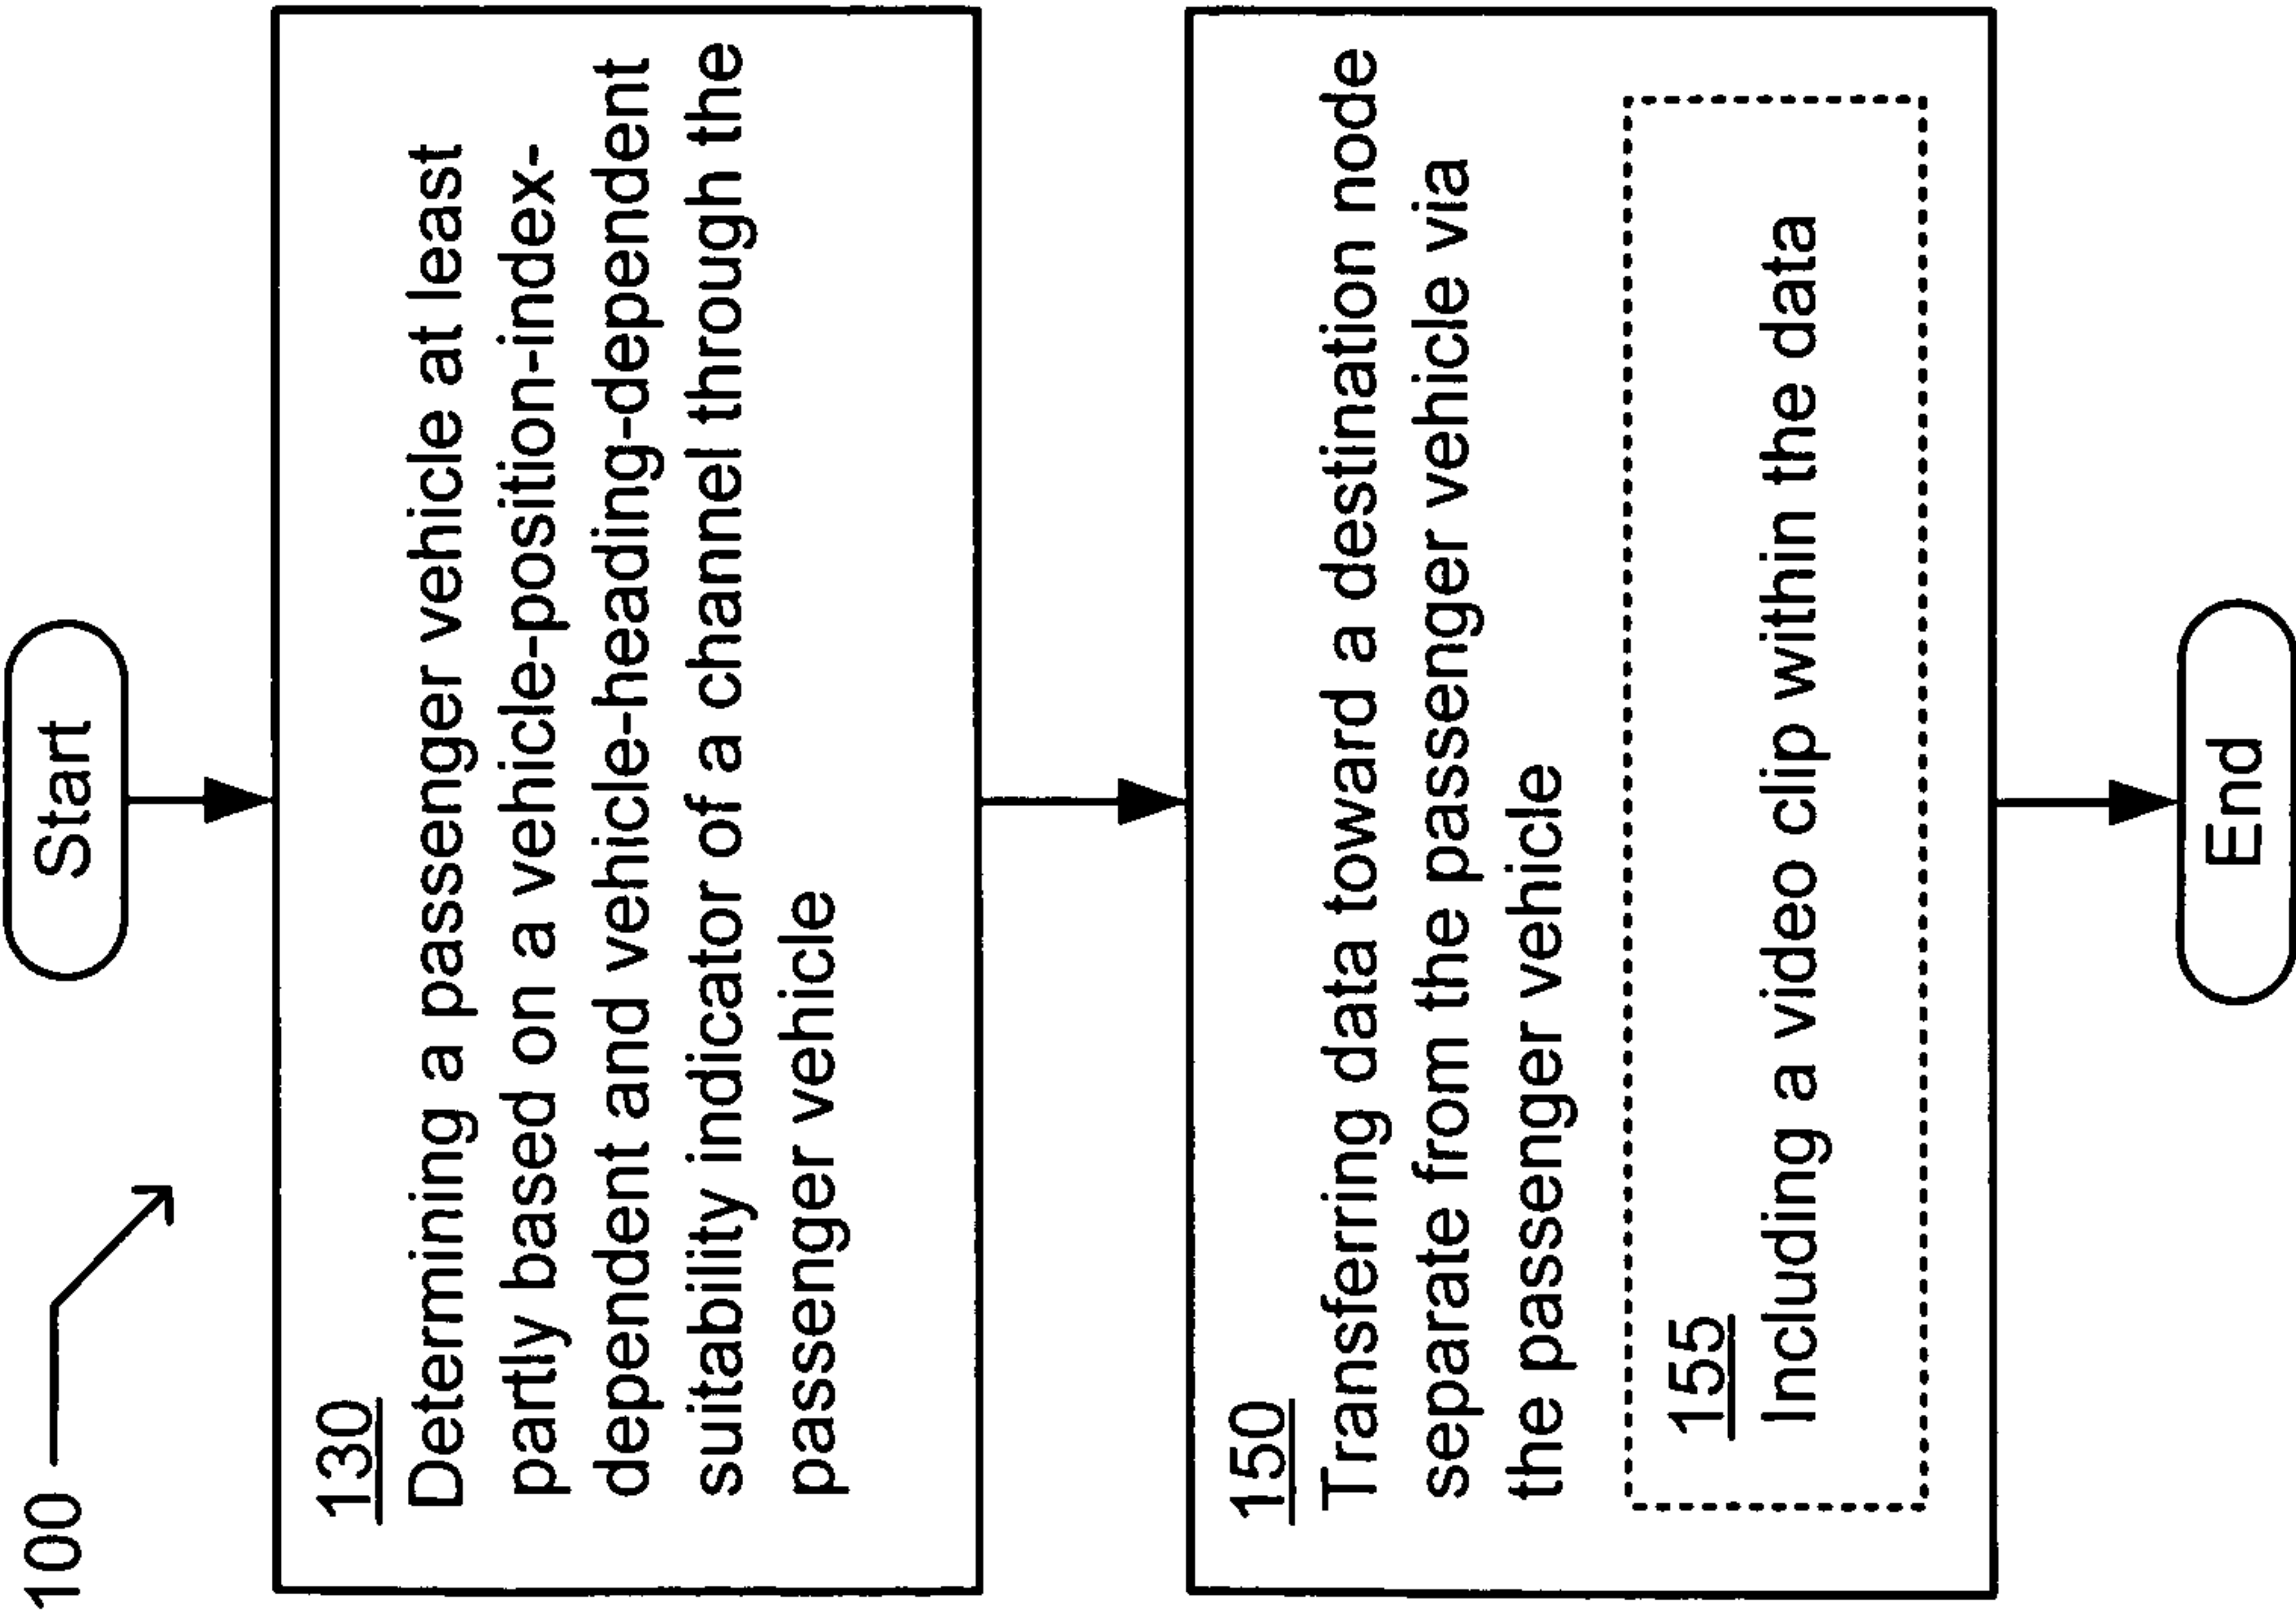 100
Start
130
Determining a passenger vehicle at least
partly based on a vehicle-position-index-
dependent and vehicle-heading-dependent
suitability indicator of a channel through the
passenger vehicle
150
Transferring data toward a destination node
separate from the passenger vehicle via
the passenger vehicle
155
Including a video clip within the data
End